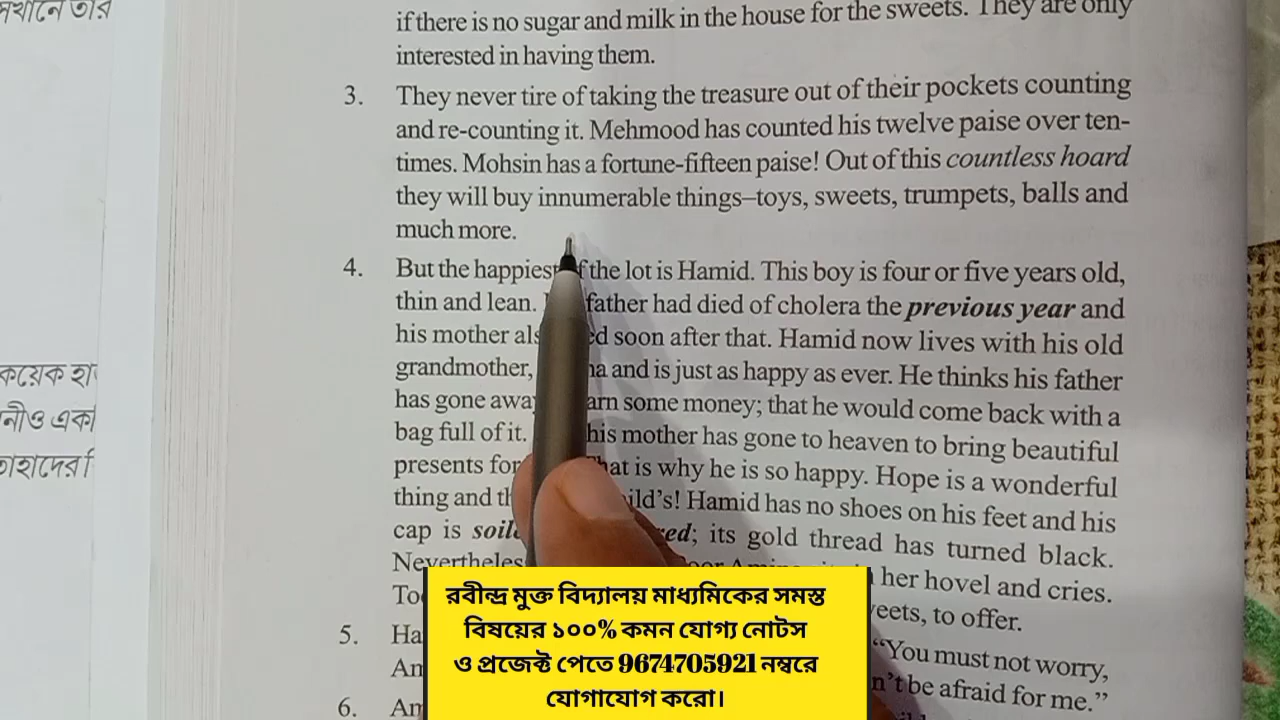 সেখানে তার
কয়েক হা
নীও একা
তাহাদের
if there is no sugar and milk in the house for the sweets. They are only
interested in having them.
3. They never tire of taking the treasure out of their pockets counting
and re-counting it. Mehmood has counted his twelve paise over ten-
times. Mohsin has a fortune-fifteen paise! Out of this countless hoard
they will buy innumerable things–toys, sweets, trumpets, balls and
much more.
4. But the happiest of the lot is Hamid. This boy is four or five years old,
thin and lean. father had died of cholera the previous year and
his mother also soon after that. Hamid now lives with his old
grandmother, and is just as happy as ever. He thinks his father
has gone away earn some money; that he would come back with a
bag full of it. his mother has gone to heaven to bring beautiful
presents for That is why he is so happy. Hope is a wonderful
thing and child's! Hamid has no shoes on his feet and his
cap is its gold thread has turned black.
Nevertheless her hovel and cries.
sweets, to offer.
5. "You must not worry,
be afraid for me."
6.
রবীন্দ্র মুক্ত বিদ্যালয় মাধ্যমিকের সমস্ত
বিষয়ের ১০০% কমন যোগ্য নোটস
ও প্রজেক্ট পেতে 9674705921 নম্বরে
যোগাযোগ করো।